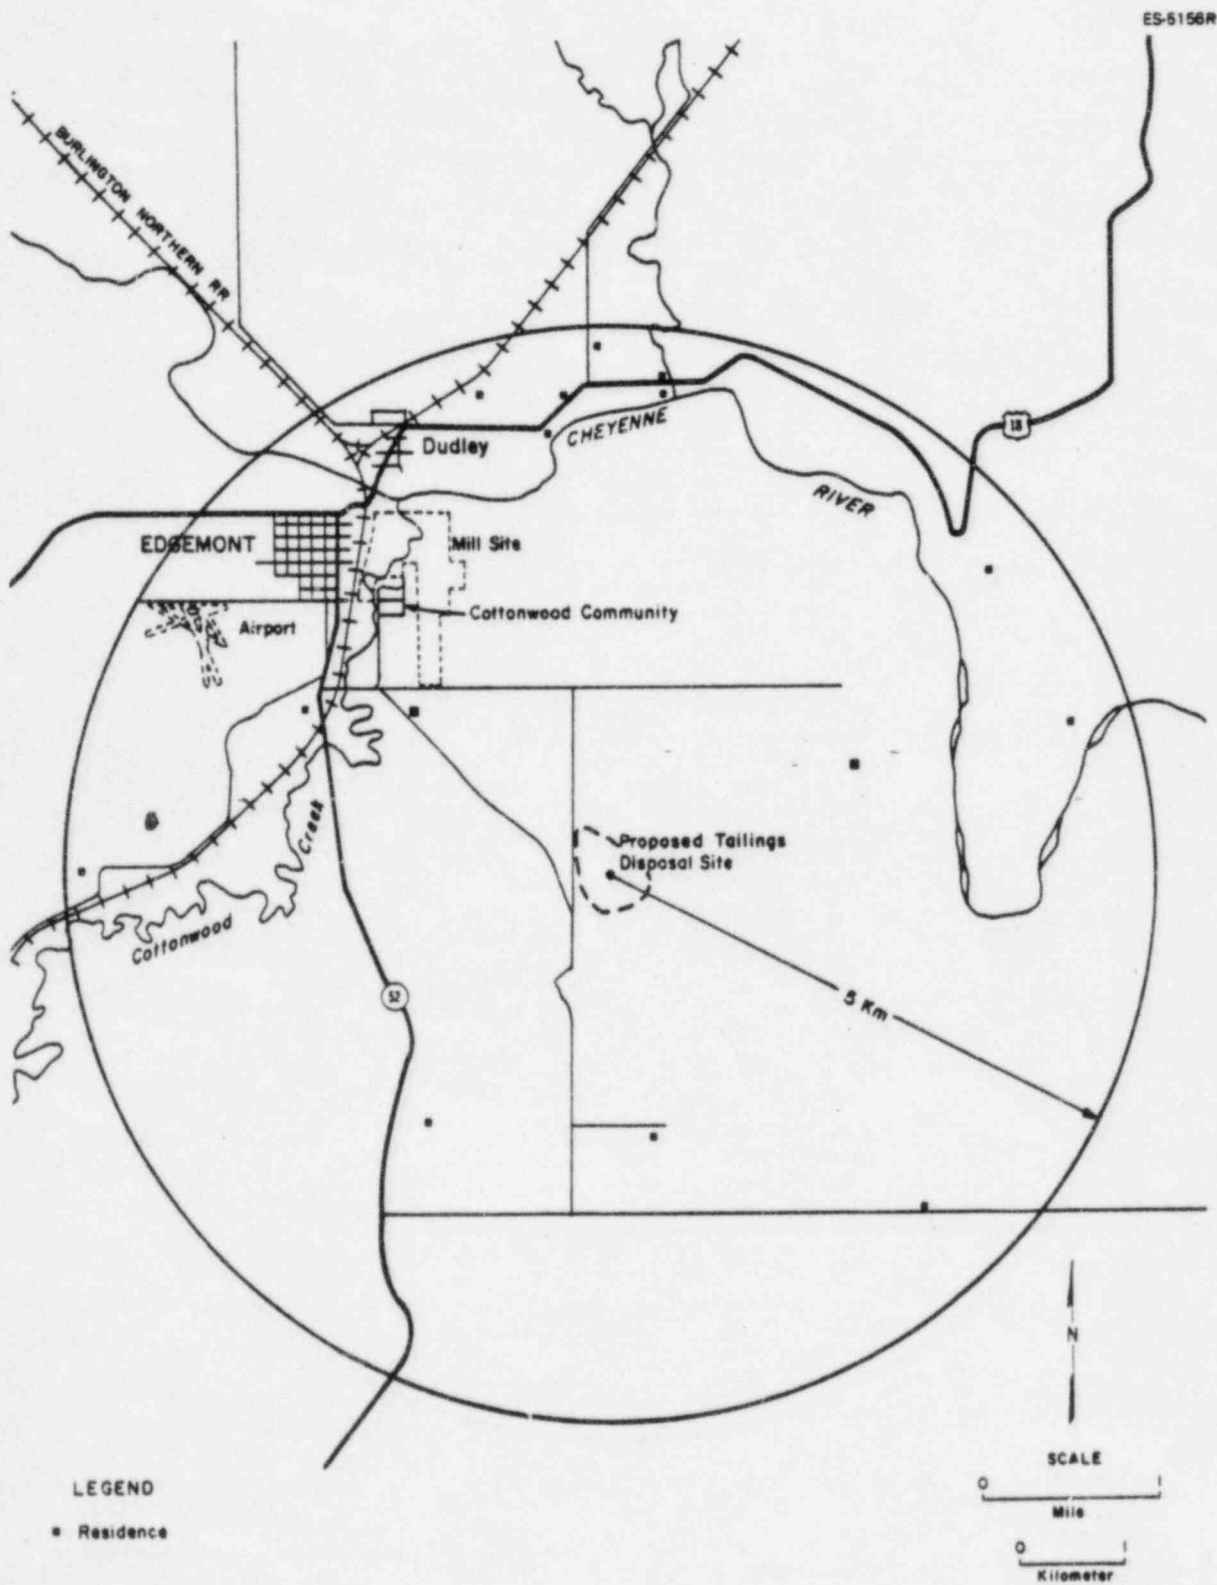 ES-5156R
BURLINGTON NORTHERN RR
18
Dudley
CHEYENNE
RIVER
EDGEMONT
Mill Site
Cottonwood Community
Airport
Proposed Tailings
Disposal Site
Creek
Cottonwood
52
5 Km
N
SCALE
0 1
Mile
0 1
Kilometer
LEGEND
Residence